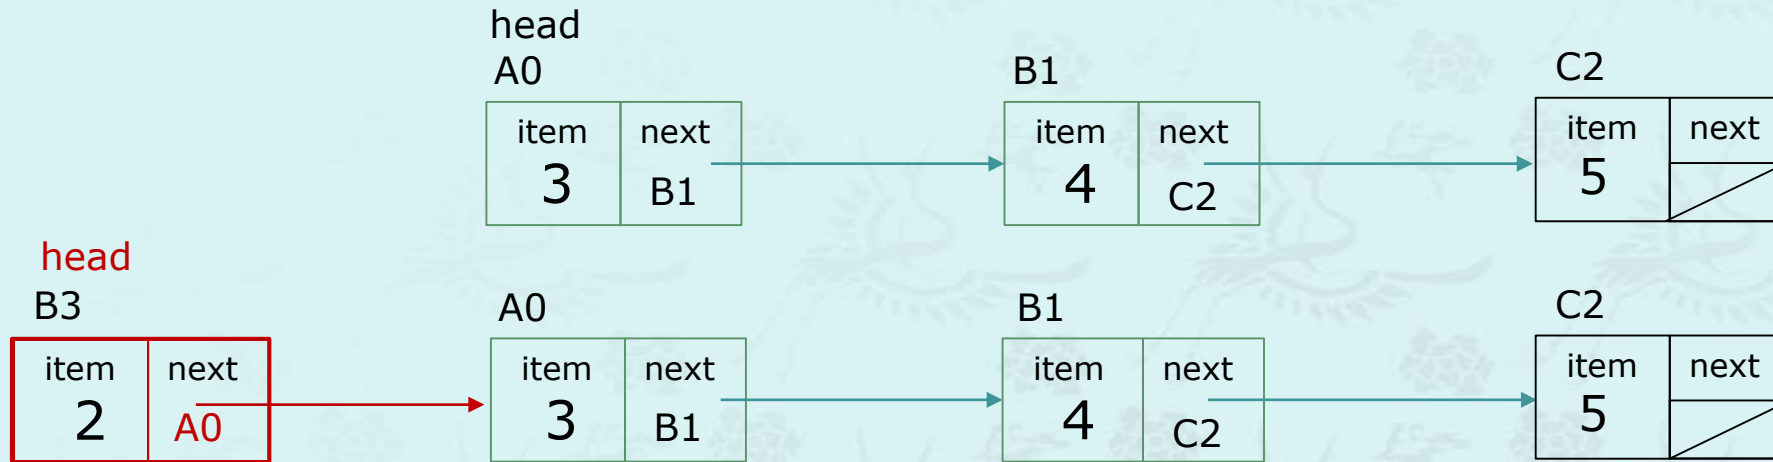 head
A0 B1 C2
item next item next item next
3 B1 4 C2 5
head
B3 A0 B1 C2
item next item next item next item next
2 A0 3 B1 4 C2 5